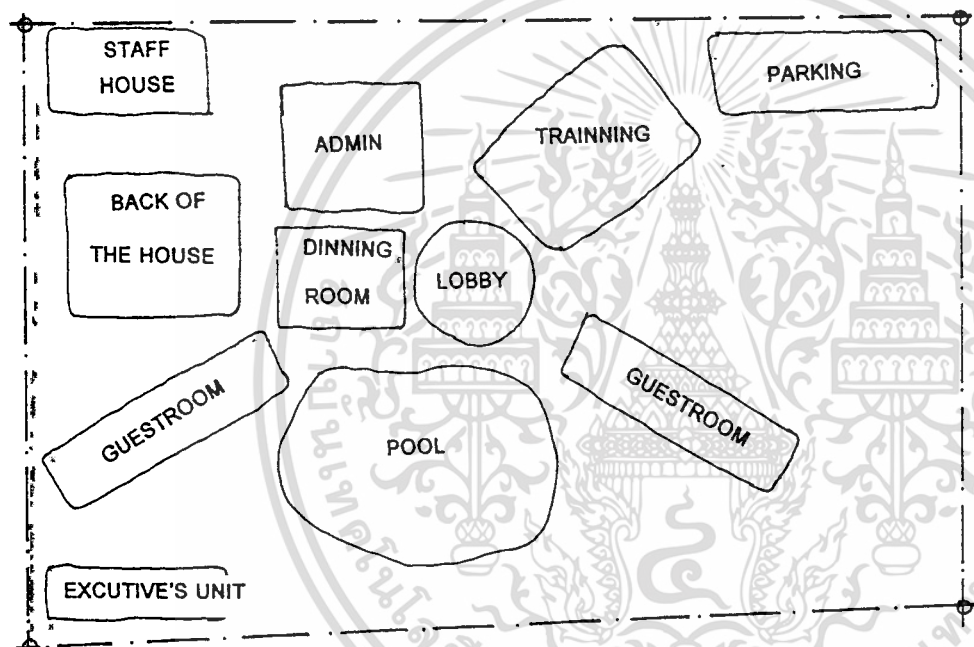 STAFF
HOUSE
PARKING
ADMIN
TRAINNING
BACK OF
THE HOUSE
DINNING
ROOM
LOBBY
GUESTROOM
GUESTROOM
POOL
EXCUTIVE'S UNIT